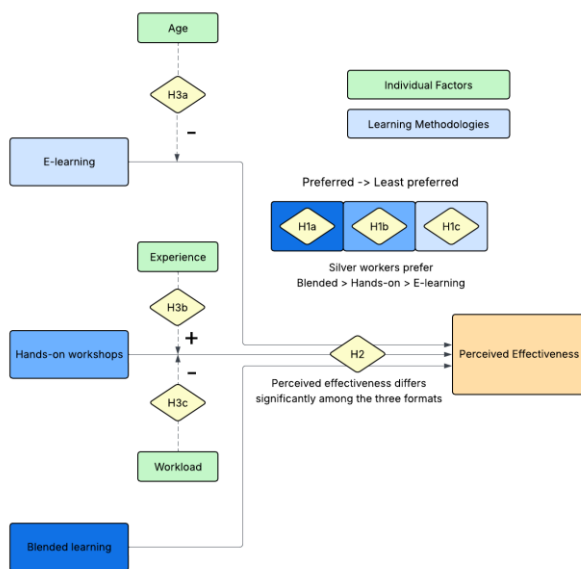 Age
H3a
Individual Factors
–
Learning Methodologies
E-learning
Preferred -> Least preferred
H1a
H1b
H1c
Experience
Silver workers prefer
Blended > Hands-on > E-learning
H3b
+
Hands-on workshops
H2
Perceived Effectiveness
–
Perceived effectiveness differs
significantly among the three formats
H3c
Workload
Blended learning